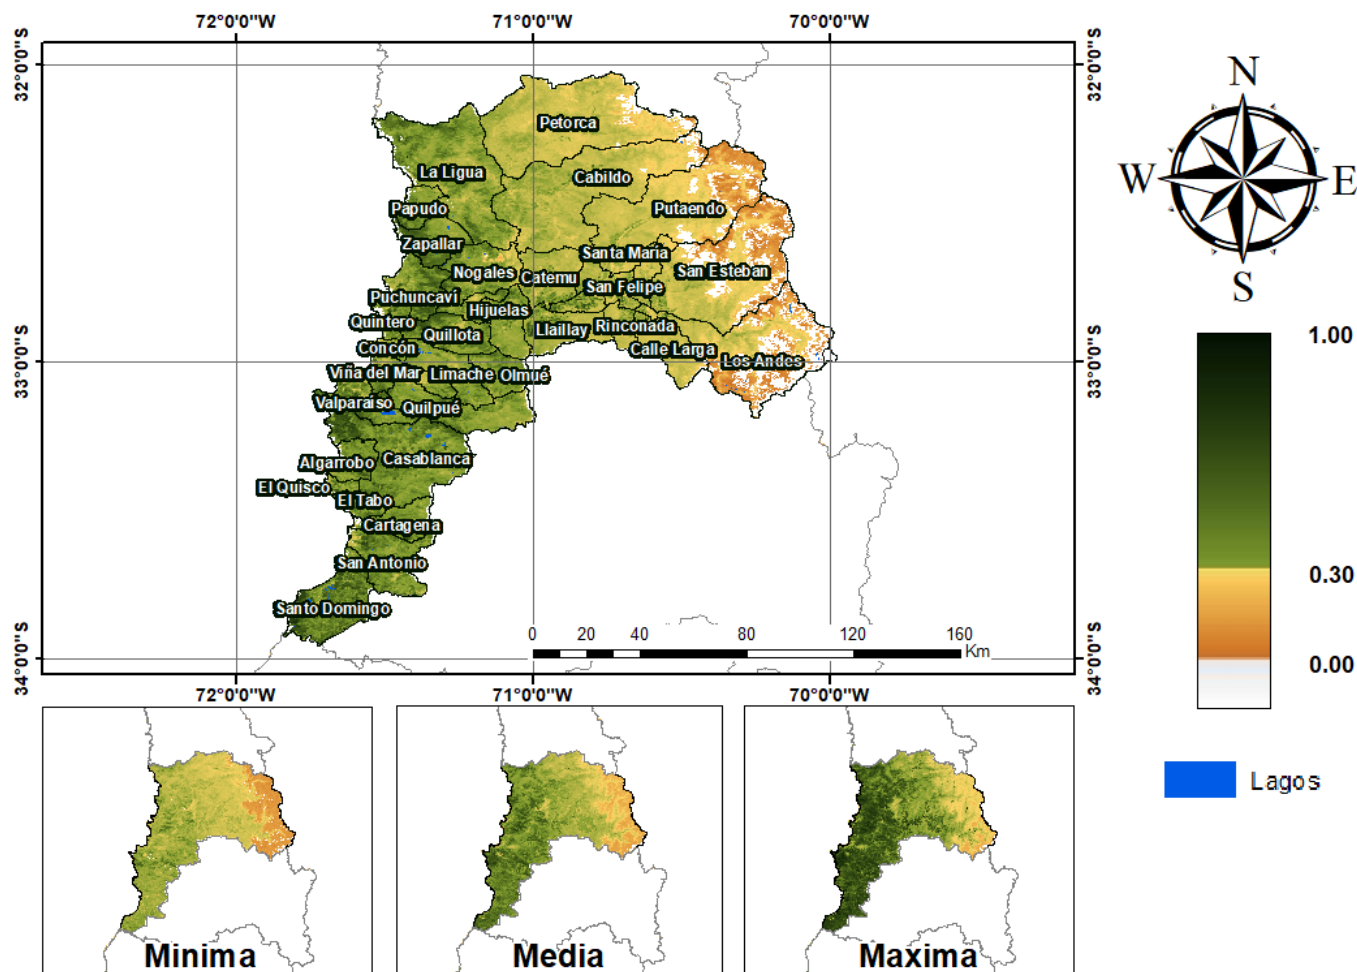 72°0'0"W 71°0'0"W 70°0'0"W
32°0'0"S 32°0'0"S
N
W E
S
Petorca
La Ligua
Cabildo
Papudo
Putaendo
Zapallar
Santa María
Nogales
Catemu
San Esteban
San Felipe
Puchuncaví
Hijuelas
Quintero
Quillota
Llaillay
Rinconada
Concón
Calle Larga
Los Andes
33°0'0"S 33°0'0"S
Viña del Mar
Limache
Olmué
Valparaíso
Quilpué
Algarrobo
Casablanca
El Quisco
El Tabo
Cartagena
San Antonio
Santo Domingo
0 20 40 80 120 160
Km
34°0'0"S 34°0'0"S
72°0'0"W 71°0'0"W 70°0'0"W
1.00
0.30
0.00
Lagos
Minima
Media
Maxima